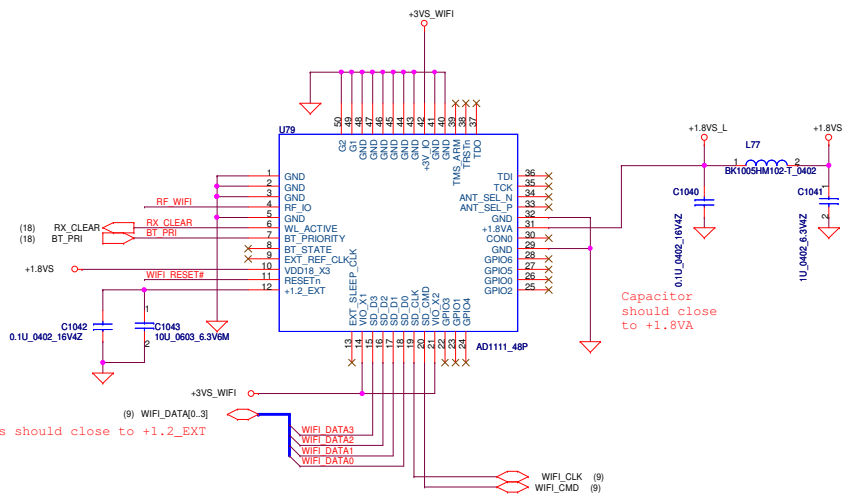 +3VS_WIFI
U79
50 49 48 47 46 45 44 43 42 41 40 39 38 37
G2 G1 GND GND GND GND GND GND +3V_IO GND GND TMS_ARM TRSTn TDO
1 GND
2 GND
3 GND
RF_WIFI 4 RF_IO
5 GND
(18) RX_CLEAR RX_CLEAR 6 WL_ACTIVE
(18) BT_PRI BT_PRI 7 BT_PRIORITY
8 BT_STATE
9 EXT_REF_CLK
+1.8VS 10 VDD18_X3
WIFI_RESET# 11 RESETn
12 +1.2_EXT
TDI 36
TCK 35
ANT_SEL_N 34
ANT_SEL_P 33
GND 32
+1.8VA 31
CON0 30
GND 29
GPIO6 28
GPIO5 27
GPIO0 26
GPIO2 25
EXT_SLEEP_CLK VIO_X1 SD_D3 SD_D2 SD_D1 SD_D0 SD_CLK SD_CMD VIO_X2 GPIO3 GPIO1 GPIO4
13 14 15 16 17 18 19 20 21 22 23 24
AD1111_48P
+1.8VS_L
+1.8VS
L77
1 2
BK1005HM102-T_0402
C1040
0.1U_0402_16V4Z
C1041
1
2
1U_0402_6.3V4Z
Capacitor
should close
to +1.8VA
C1042
0.1U_0402_16V4Z
1
C1043
10U_0603_6.3V6M
2
+3VS_WIFI
(9) WIFI_DATA[0..3]
s should close to +1.2_EXT
WIFI_DATA3
WIFI_DATA2
WIFI_DATA1
WIFI_DATA0
WIFI_CLK (9)
WIFI_CMD (9)